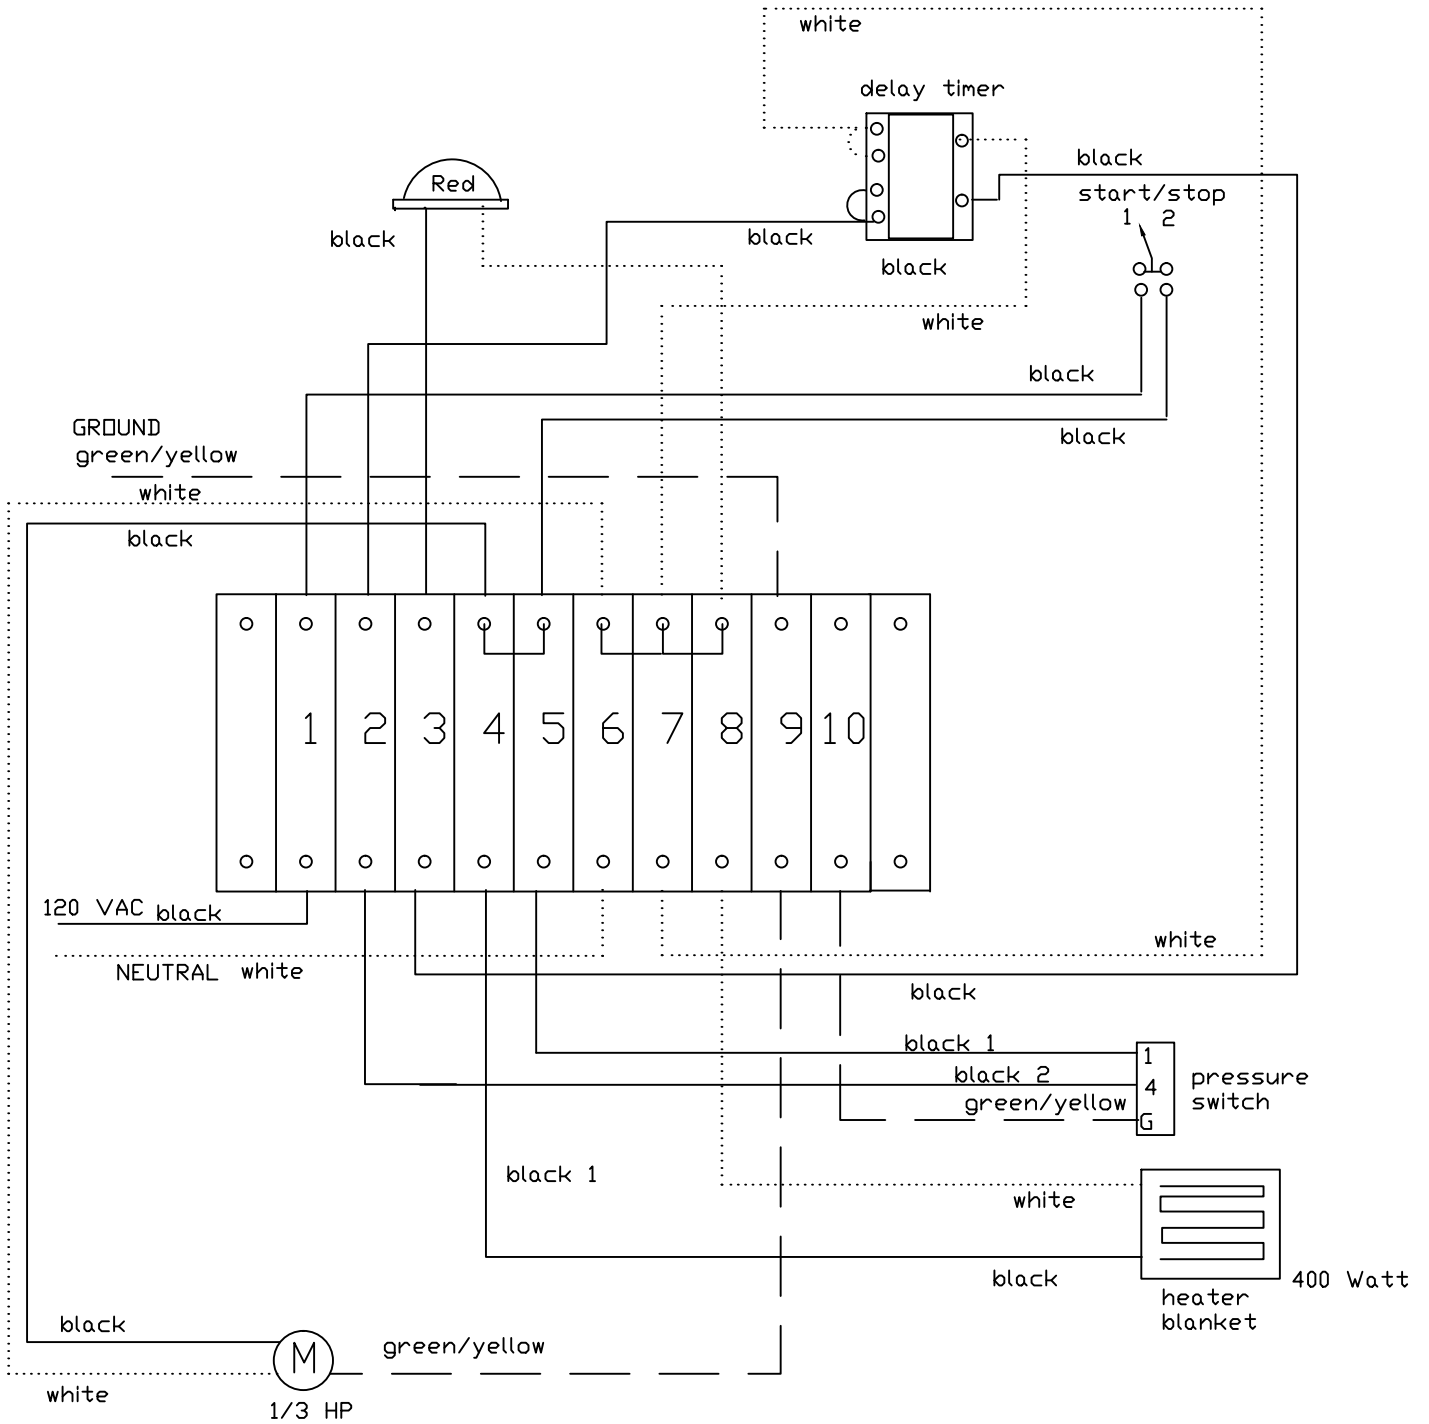 white
delay timer
black
start/stop
1 2
Red
black
black
black
white
black
black
GROUND
green/yellow
white
black
1 2 3 4 5 6 7 8 9 10
120 VAC black
NEUTRAL white
white
black
black 1
1
black 2
4
pressure
switch
green/yellow
G
black 1
white
black
400 Watt
heater
blanket
black
M
green/yellow
white
1/3 HP